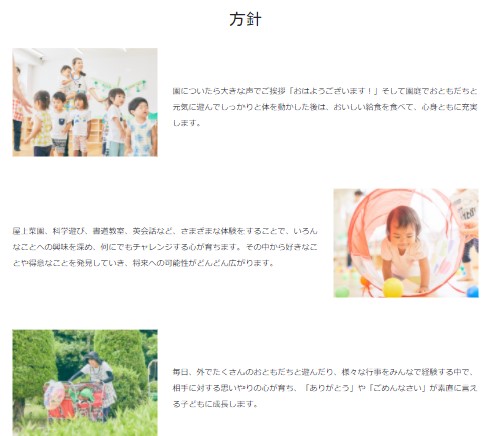 方針
園についたら大きな声でご挨拶「おはようございます！」そして園庭でおともだちと
元気に遊んでしっかりと体を動かした後は、おいしい給食を食べて、心身ともに充実
します。
屋上菜園、科学遊び、書道教室、英会話など、さまざまな体験をすることで、いろん
なことへの興味を深め、何にでもチャレンジする心が育ちます。その中から好きなこ
とや得意なことを発見していき、将来への可能性がどんどん広がります。
毎日、外でたくさんのおともだちと遊んだり、様々な行事をみんなで経験する中で、
相手に対する思いやりの心が育ち、「ありがとう」や「ごめんなさい」が素直に言え
る子どもに成長します。